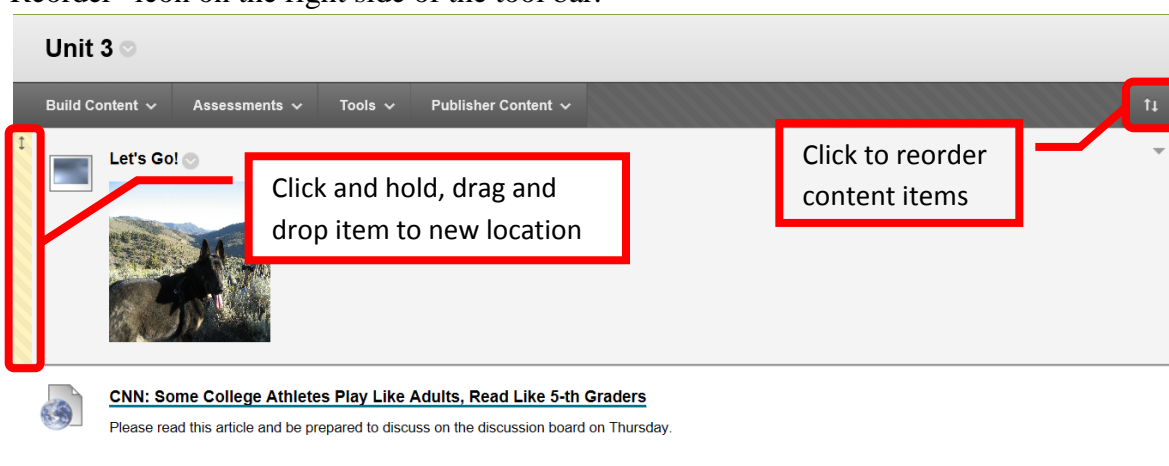 Reorder" icon on the right side of the tool bar.
Unit 3
Build Content Assessments Tools Publisher Content
Let's Go!
Click and hold, drag and
drop item to new location
Click to reorder
content items
CNN: Some College Athletes Play Like Adults, Read Like 5-th Graders
Please read this article and be prepared to discuss on the discussion board on Thursday.